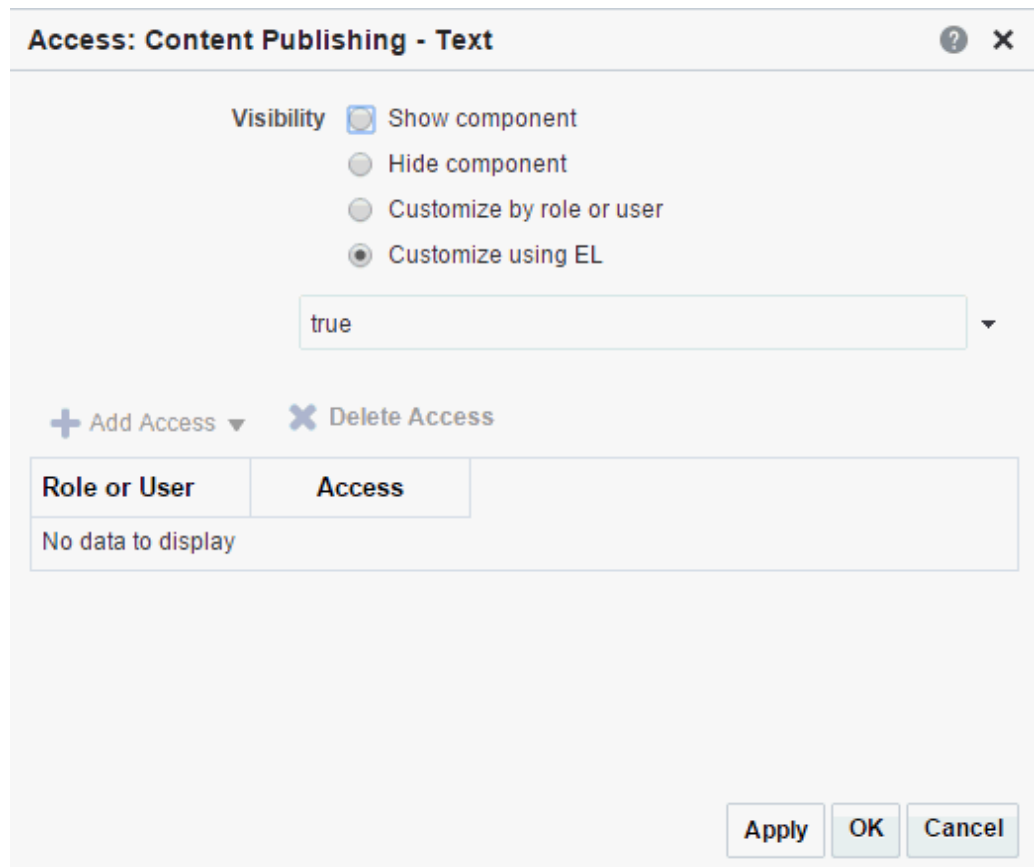 Access: Content Publishing - Text
Visibility Show component
Hide component
Customize by role or user
Customize using EL
true
Add Access Delete Access
Role or User Access
No data to display
Apply OK Cancel